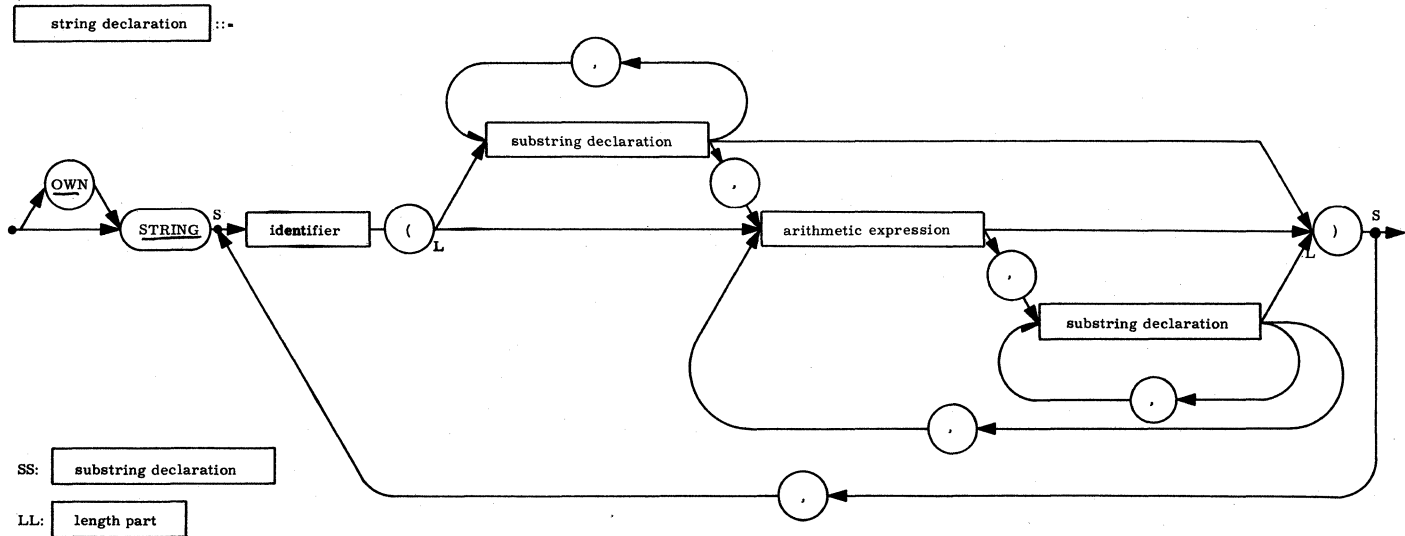 string declaration ::=
,
substring declaration
OWN
,
S
S
STRING
identifier
(
arithmetic expression
)
L
L
,
substring declaration
,
,
SS: substring declaration
,
LL: length part